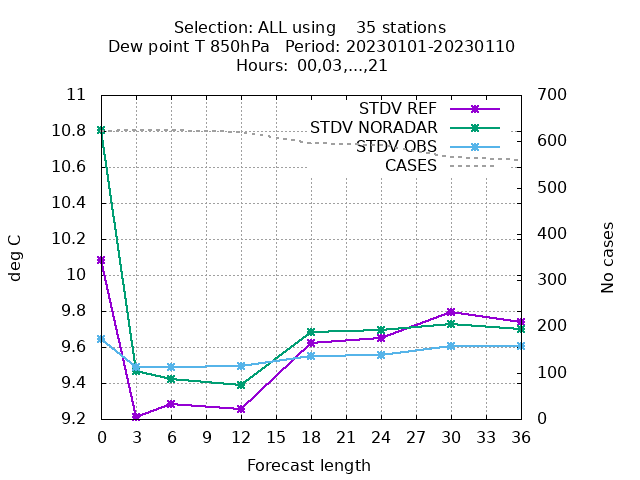 Selection: ALL using    35 stations
Dew point T 850hPa   Period: 20230101-20230110
Hours: 00,03,...,21
STDV REF
STDV NORADAR
STDV OBS
CASES
11
10.8
10.6
10.4
10.2
10
9.8
9.6
9.4
9.2
700
600
500
400
300
200
100
0
deg C
No cases
0 3 6 9 12 15 18 21 24 27 30 33 36
Forecast length